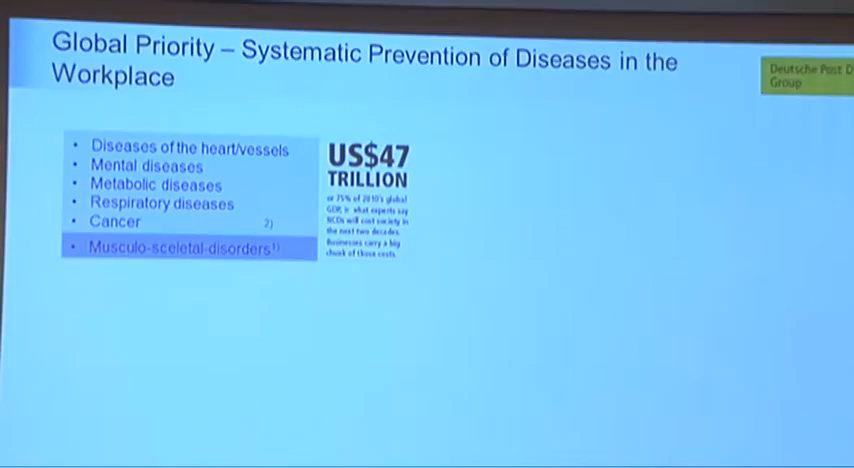 Global Priority – Systematic Prevention of Diseases in the
Workplace
Deutsche Post D
Group
• Diseases of the heart/vessels
• Mental diseases
• Metabolic diseases
• Respiratory diseases
• Cancer 2)
• Musculo-sceletal-disorders¹⁾
US$47
TRILLION
or 75% of 2010's global
GDP, is what experts say
NCDs will cost society in
the next two decades.
Businesses carry a big
chunk of those costs.